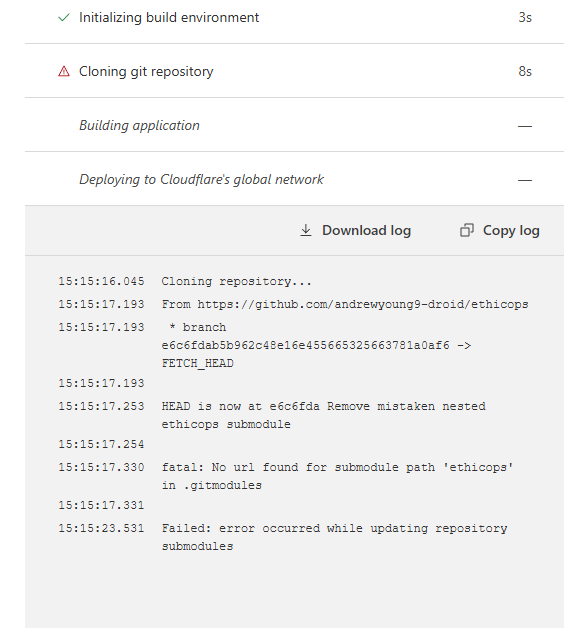 Initializing build environment 3s
Cloning git repository 8s
Building application —
Deploying to Cloudflare's global network —
Download log Copy log
15:15:16.045 Cloning repository...
15:15:17.193 From https://github.com/andrewyoung9-droid/ethicops
15:15:17.193 * branch
e6c6fdab5b962c48e16e455665325663781a0af6 ->
FETCH_HEAD
15:15:17.193
15:15:17.253 HEAD is now at e6c6fda Remove mistaken nested
ethicops submodule
15:15:17.254
15:15:17.330 fatal: No url found for submodule path 'ethicops'
in .gitmodules
15:15:17.331
15:15:23.531 Failed: error occurred while updating repository
submodules